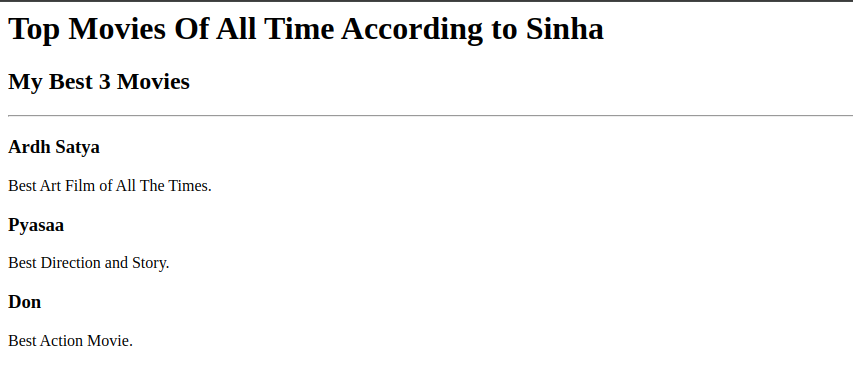 Top Movies Of All Time According to Sinha
My Best 3 Movies
Ardh Satya
Best Art Film of All The Times.
Pyasaa
Best Direction and Story.
Don
Best Action Movie.